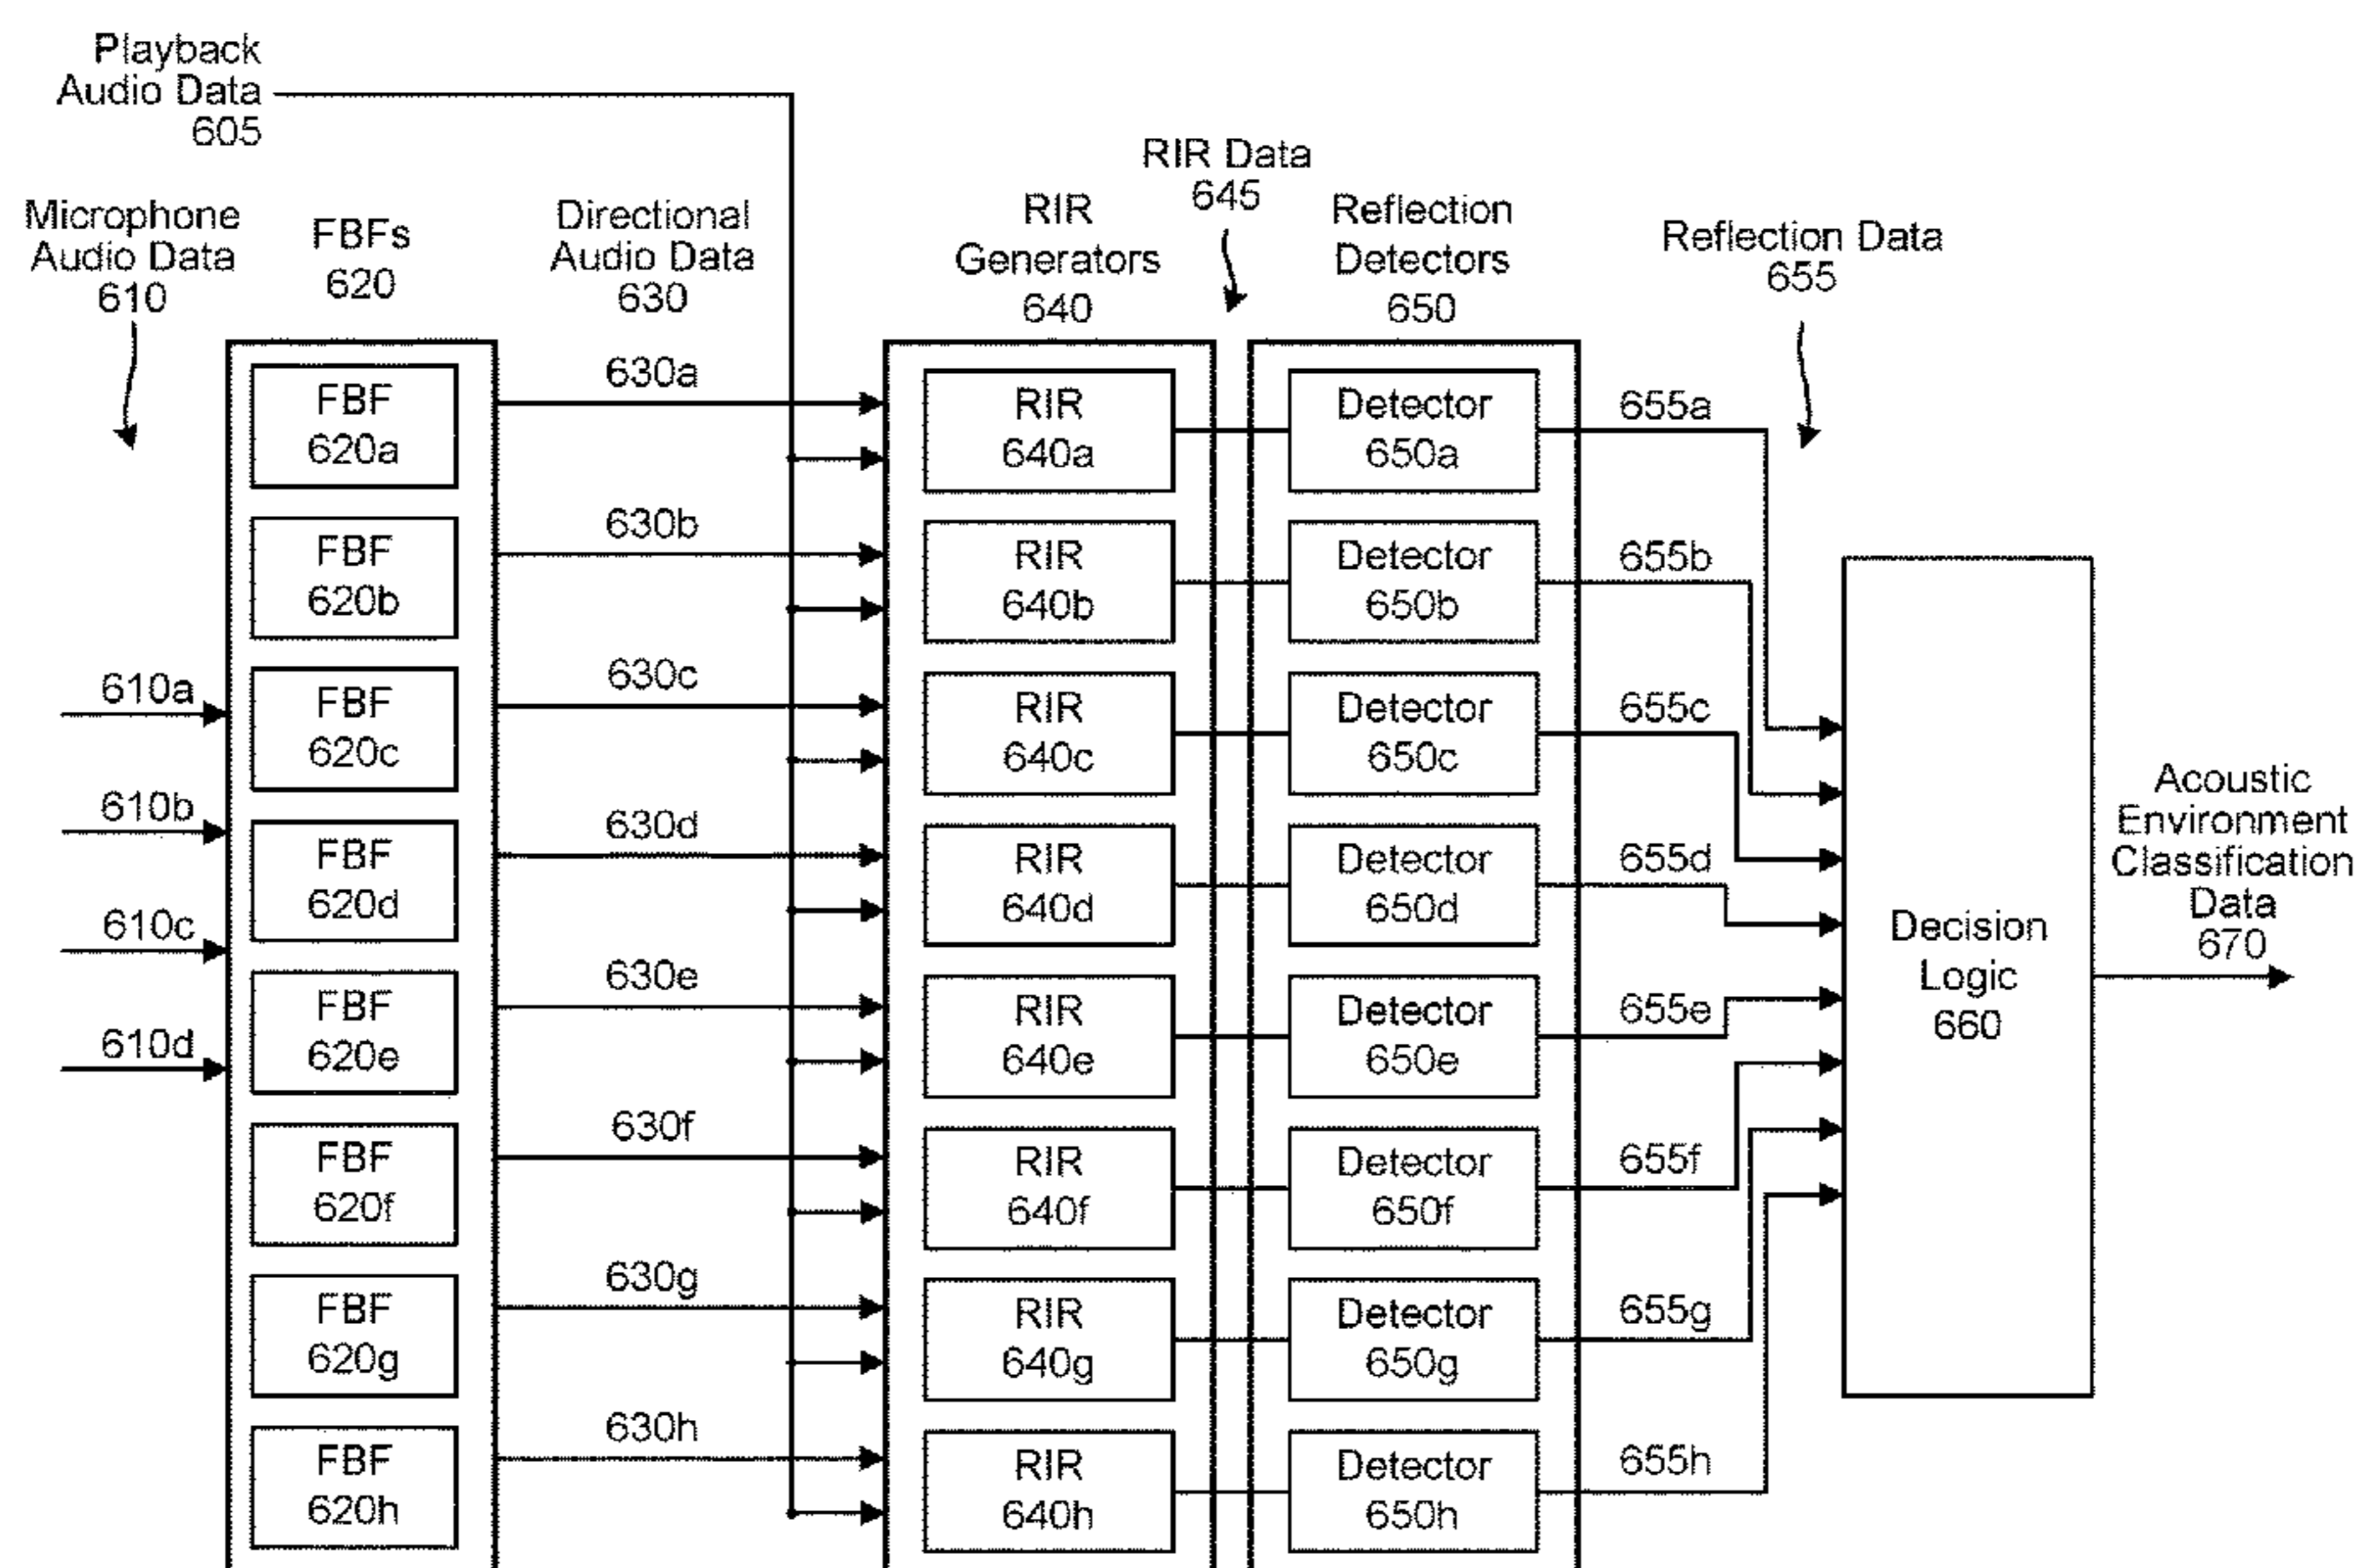 Playback
Audio Data
605
Microphone
Audio Data
610
FBFs
620
Directional
Audio Data
630
RIR
Generators
640
RIR Data
645
Reflection
Detectors
650
Reflection Data
655
610a
610b
610c
610d
FBF
620a
FBF
620b
FBF
620c
FBF
620d
FBF
620e
FBF
620f
FBF
620g
FBF
620h
630a
630b
630c
630d
630e
630f
630g
630h
RIR
640a
RIR
640b
RIR
640c
RIR
640d
RIR
640e
RIR
640f
RIR
640g
RIR
640h
Detector
650a
Detector
650b
Detector
650c
Detector
650d
Detector
650e
Detector
650f
Detector
650g
Detector
650h
655a
655b
655c
655d
655e
655f
655g
655h
Decision
Logic
660
Acoustic
Environment
Classification
Data
670